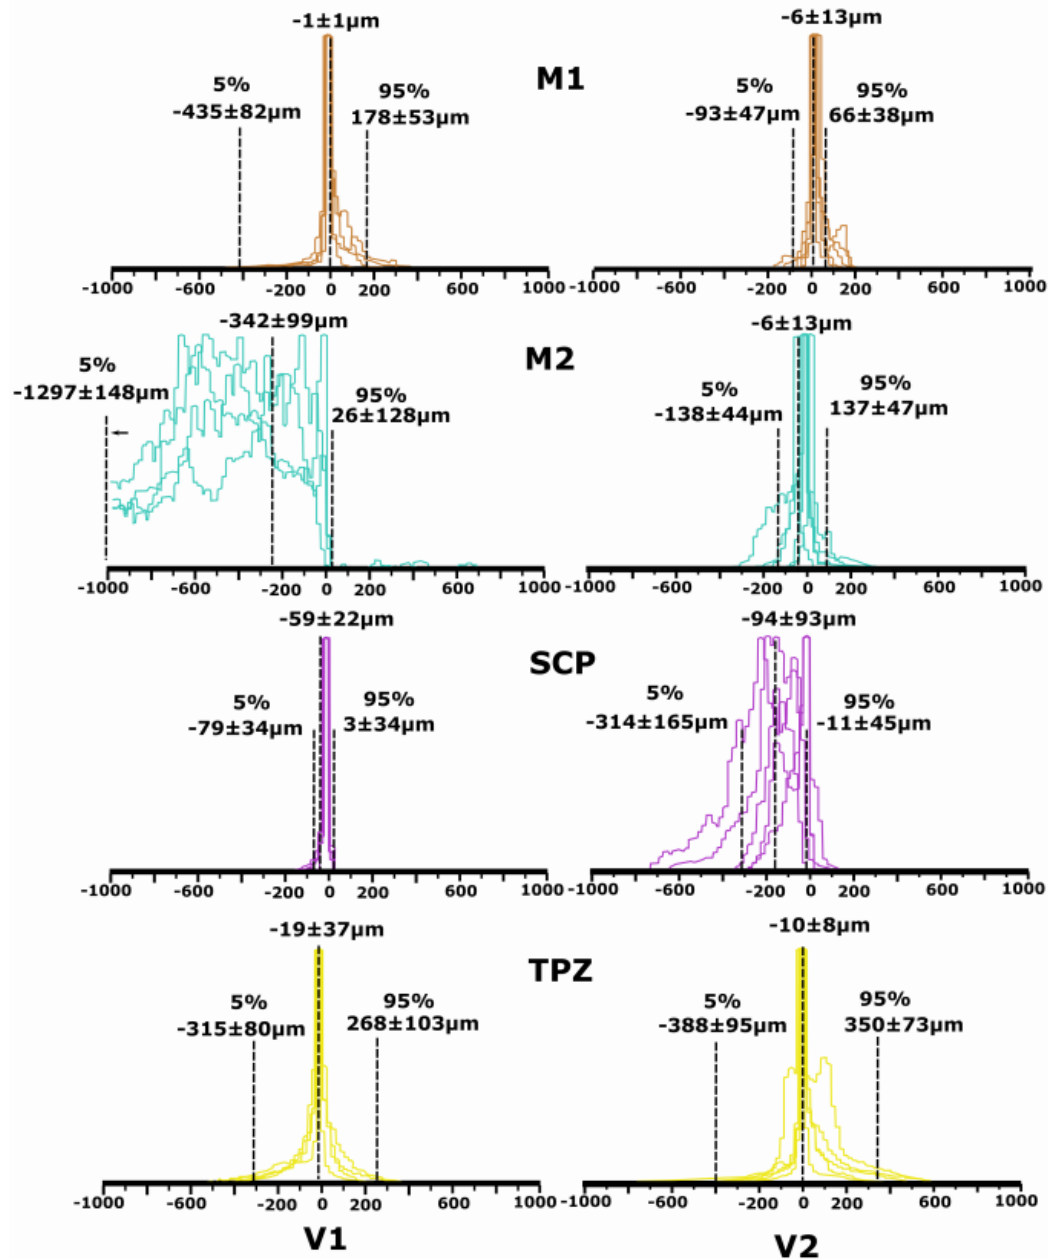 -1±1µm
-6±13µm
M1
5%
-435±82µm
95%
178±53µm
5%
-93±47µm
95%
66±38µm
-1000 -600 -200 0 200 600 1000
-1000 -600 -200 0 200 600 1000
-342±99µm
-6±13µm
M2
5%
-1297±148µm
95%
26±128µm
5%
-138±44µm
95%
137±47µm
-1000 -600 -200 0 200 600 1000
-1000 -600 -200 0 200 600 1000
-59±22µm
-94±93µm
SCP
5%
-79±34µm
95%
3±34µm
5%
-314±165µm
95%
-11±45µm
-1000 -600 -200 0 200 600 1000
-1000 -600 -200 0 200 600 1000
-19±37µm
-10±8µm
TPZ
5%
-315±80µm
95%
268±103µm
5%
-388±95µm
95%
350±73µm
-1000 -600 -200 0 200 600 1000
-1000 -600 -200 0 200 600 1000
V1
V2